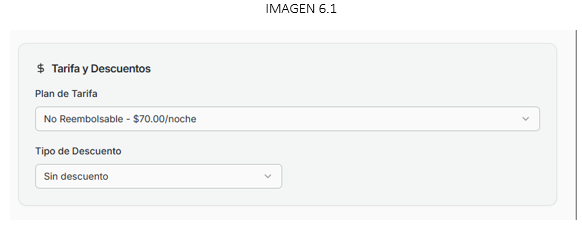 IMAGEN 6.1
$ Tarifa y Descuentos
Plan de Tarifa
No Reembolsable - $70.00/noche
Tipo de Descuento
Sin descuento